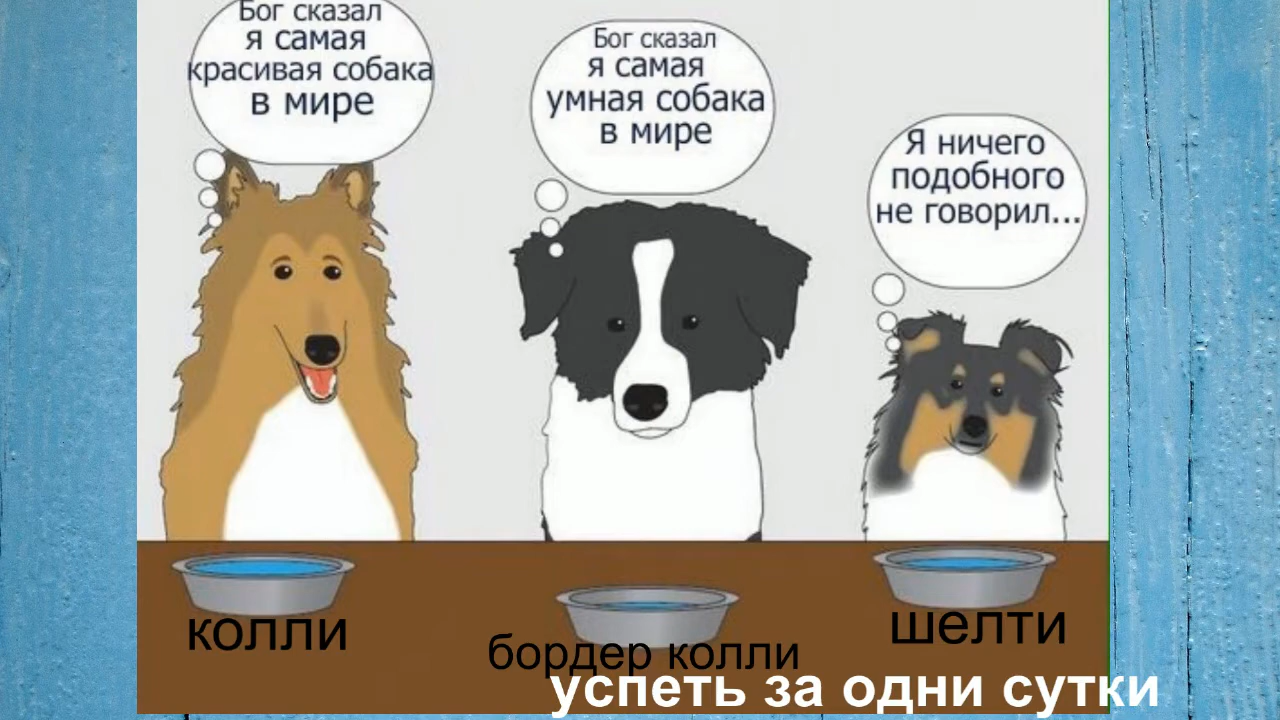 Бог сказал
я самая
красивая собака
в мире
Бог сказал
я самая
умная собака
в мире
Я ничего
подобного
не говорил...
колли
бордер колли
шелти
успеть за одни сутки